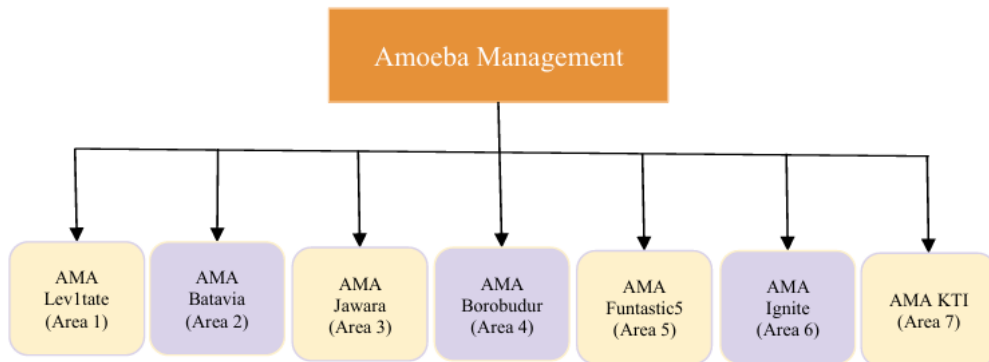 Amoeba Management
AMA
Lev1tate
(Area 1)
AMA
Batavia
(Area 2)
AMA
Jawara
(Area 3)
AMA
Borobudur
(Area 4)
AMA
Funtastic5
(Area 5)
AMA
Ignite
(Area 6)
AMA KTI
(Area 7)